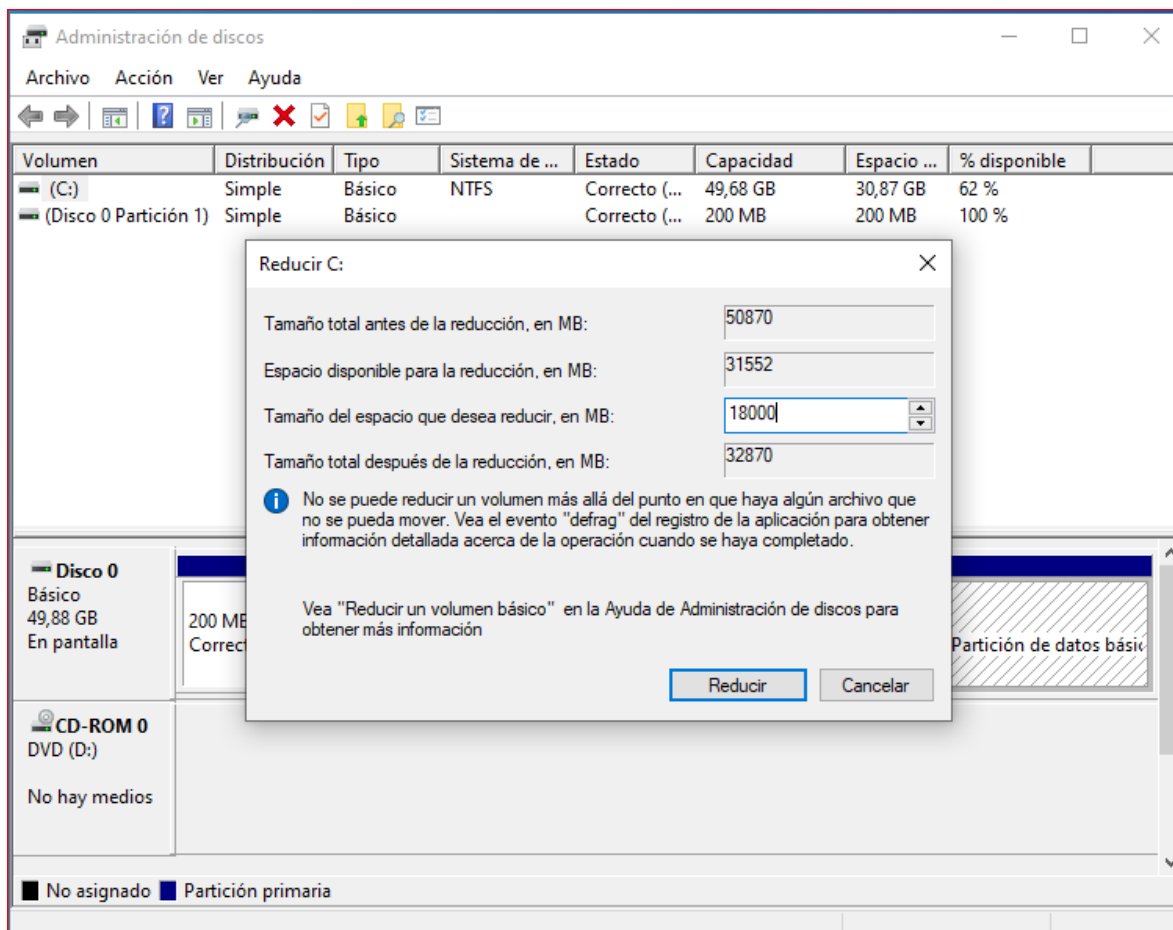 Administración de discos
Archivo Acción Ver Ayuda
Volumen Distribución Tipo Sistema de ... Estado Capacidad Espacio ... % disponible
(C:) Simple Básico NTFS Correcto (... 49,68 GB 30,87 GB 62 %
(Disco 0 Partición 1) Simple Básico Correcto (... 200 MB 200 MB 100 %
Reducir C:
Tamaño total antes de la reducción, en MB: 50870
Espacio disponible para la reducción, en MB: 31552
Tamaño del espacio que desea reducir, en MB: 18000
Tamaño total después de la reducción, en MB: 32870
No se puede reducir un volumen más allá del punto en que haya algún archivo que
no se pueda mover. Vea el evento "defrag" del registro de la aplicación para obtener
información detallada acerca de la operación cuando se haya completado.
Vea "Reducir un volumen básico" en la Ayuda de Administración de discos para
obtener más información
Reducir Cancelar
Disco 0
Básico
49,88 GB
En pantalla
200 MB
Correct
Partición de datos básic
CD-ROM 0
DVD (D:)
No hay medios
No asignado Partición primaria